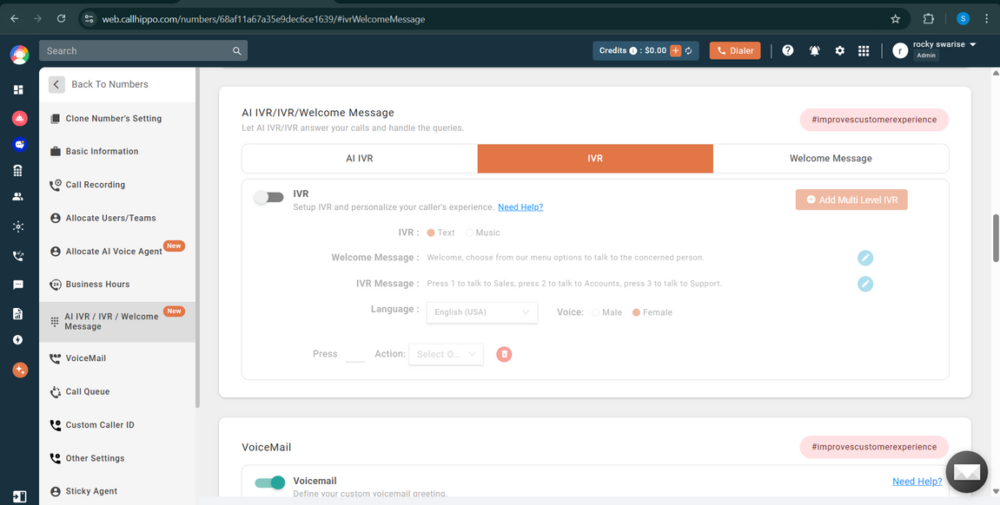 web.callhippo.com/numbers/68af11a67a35e9dec6ce1639/#ivrWelcomeMessage
S
Search
Credits i : $0.00
Dialer
r
rocky swarise
Admin
Back To Numbers
Clone Number's Setting
Basic Information
Call Recording
Allocate Users/Teams
Allocate AI Voice Agent New
Business Hours
AI IVR / IVR / Welcome Message New
VoiceMail
Call Queue
Custom Caller ID
Other Settings
Sticky Agent
AI IVR/IVR/Welcome Message
Let AI IVR/IVR answer your calls and handle the queries.
#improvescustomerexperience
AI IVR
IVR
Welcome Message
IVR
Setup IVR and personalize your caller's experience. Need Help?
Add Multi Level IVR
IVR : Text Music
Welcome Message : Welcome, choose from our menu options to talk to the concerned person.
IVR Message : Press 1 to talk to Sales, press 2 to talk to Accounts, press 3 to talk to Support.
Language : English (USA) Voice: Male Female
Press Action: Select O...
VoiceMail
#improvescustomerexperience
Voicemail
Need Help?
Define your custom voicemail greeting.